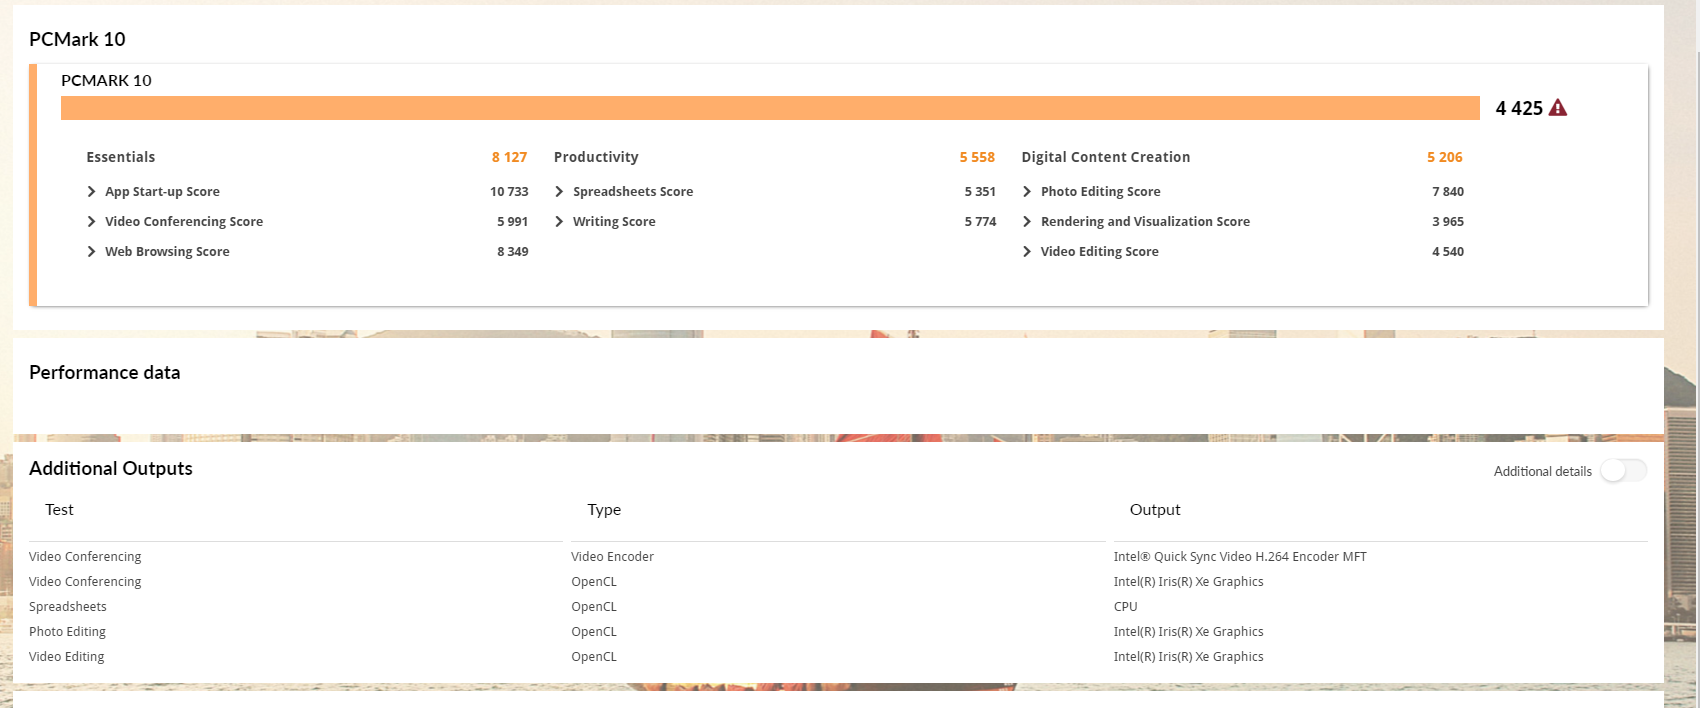 PCMark 10
PCMARK 10
4 425
Essentials 8 127 Productivity 5 558 Digital Content Creation 5 206
App Start-up Score 10 733 Spreadsheets Score 5 351 Photo Editing Score 7 840
Video Conferencing Score 5 991 Writing Score 5 774 Rendering and Visualization Score 3 965
Web Browsing Score 8 349 Video Editing Score 4 540
Performance data
Additional Outputs Additional details
Test Type Output
Video Conferencing Video Encoder Intel® Quick Sync Video H.264 Encoder MFT
Video Conferencing OpenCL Intel(R) Iris(R) Xe Graphics
Spreadsheets OpenCL CPU
Photo Editing OpenCL Intel(R) Iris(R) Xe Graphics
Video Editing OpenCL Intel(R) Iris(R) Xe Graphics